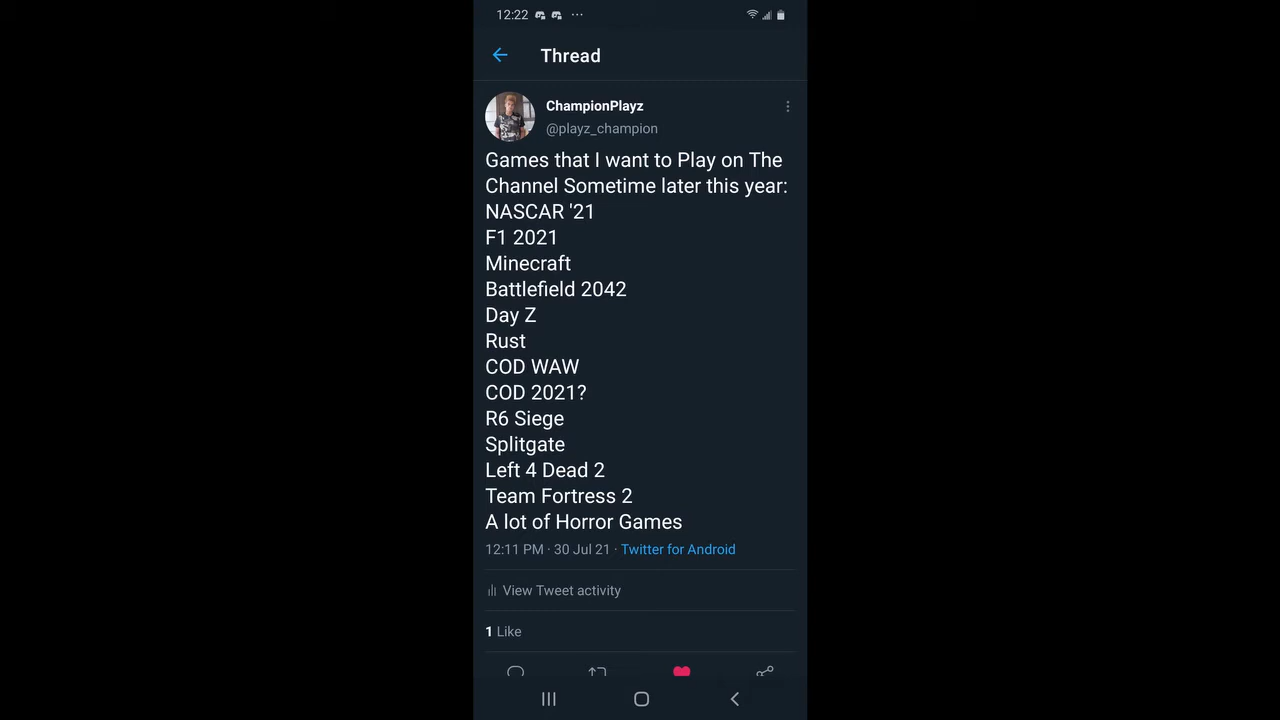 12:22
Thread
ChampionPlayz
@playz_champion
Games that I want to Play on The
Channel Sometime later this year:
NASCAR '21
F1 2021
Minecraft
Battlefield 2042
Day Z
Rust
COD WAW
COD 2021?
R6 Siege
Splitgate
Left 4 Dead 2
Team Fortress 2
A lot of Horror Games
12:11 PM · 30 Jul 21 · Twitter for Android
View Tweet activity
1 Like